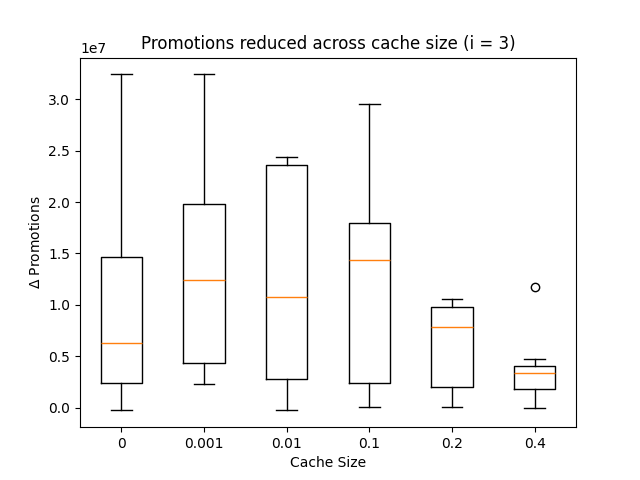 Promotions reduced across cache size (i = 3)
1e7
3.0
2.5
2.0
1.5
1.0
0.5
0.0
Δ Promotions
0 0.001 0.01 0.1 0.2 0.4
Cache Size